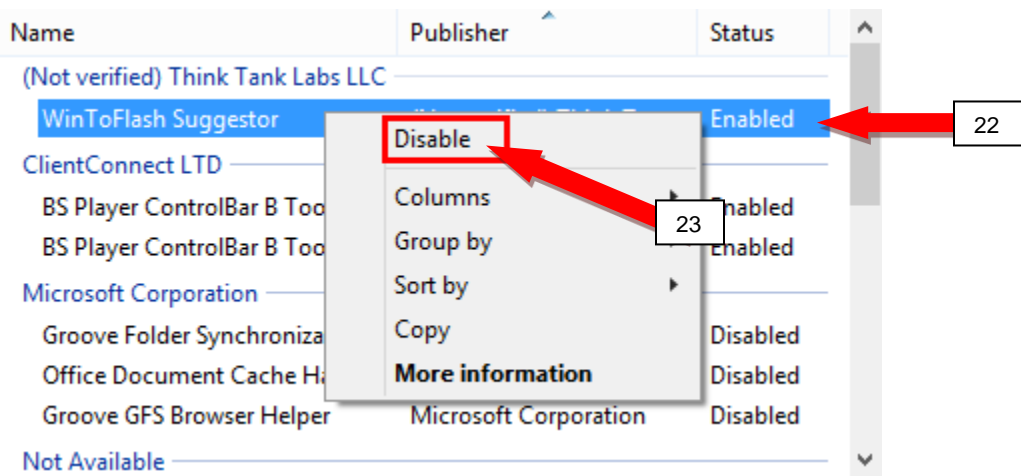 Name Publisher Status
(Not verified) Think Tank Labs LLC
WinToFlash Suggestor Enabled 22
Disable
ClientConnect LTD
Columns
BS Player ControlBar B Too Enabled
23
Group by
BS Player ControlBar B Too Enabled
Sort by
Microsoft Corporation
Copy
Groove Folder Synchroniza Disabled
More information
Office Document Cache Ha Disabled
Groove GFS Browser Helper Microsoft Corporation Disabled
Not Available